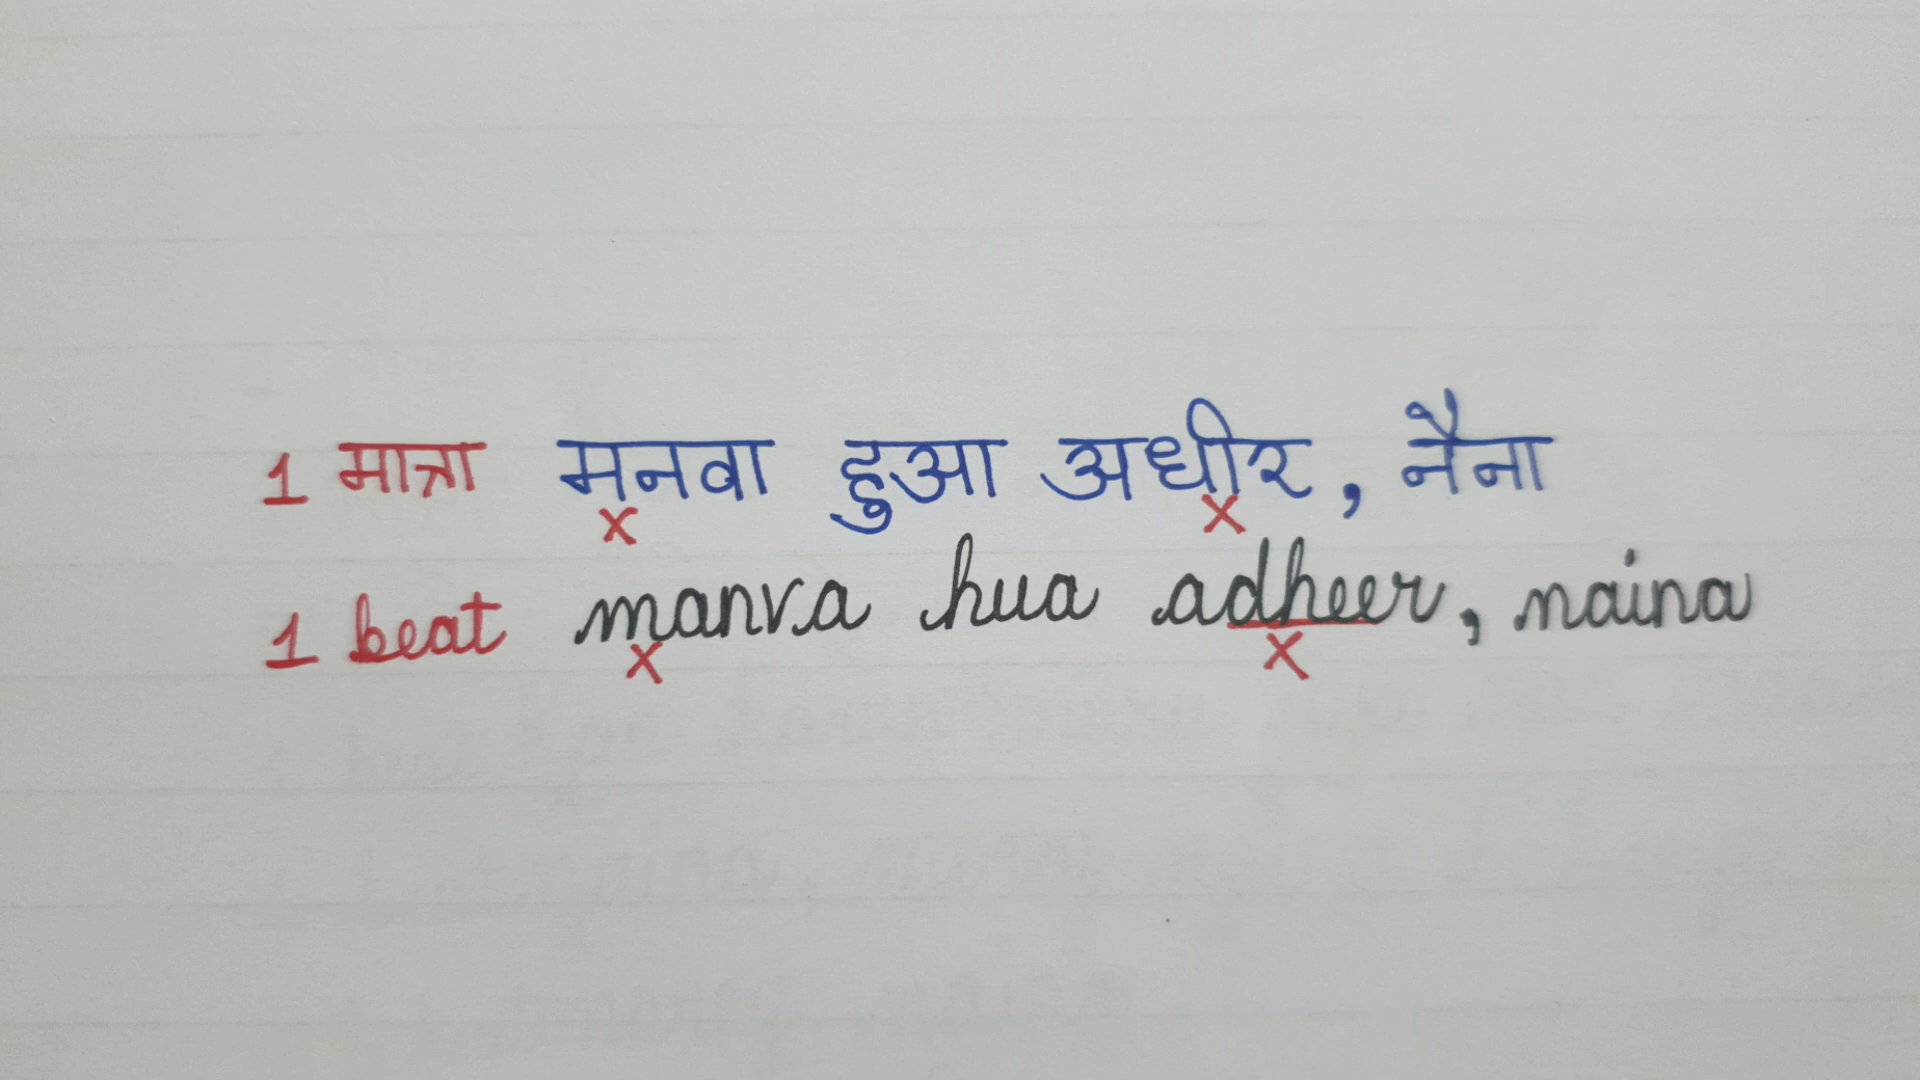 1 मात्रा मनवा हुआ अधीर, नैना
x x
1 beat manva hua adheer, naina
x x